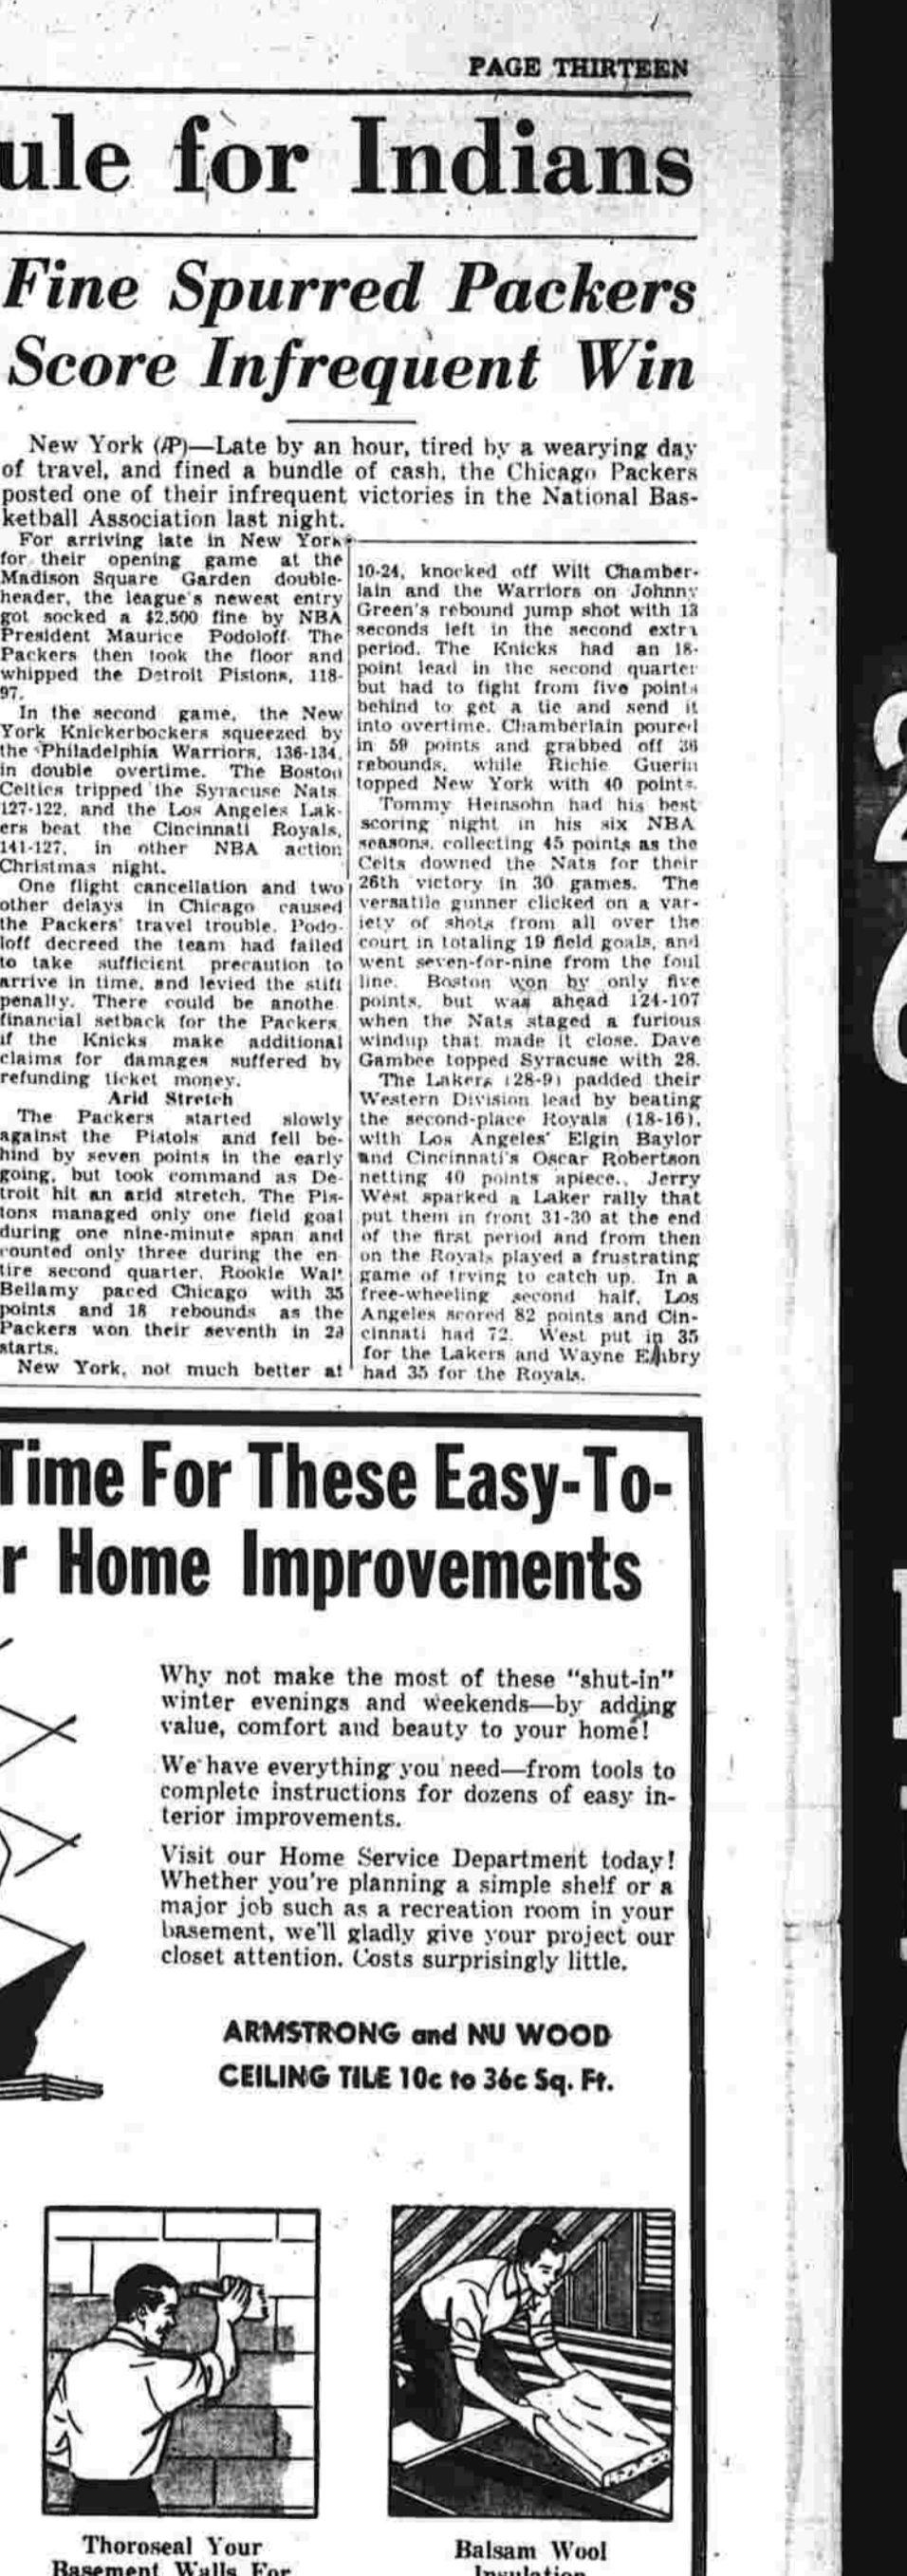 PAGE THIRTEEN
ule for Indians
Fine Spurred Packers
Score Infrequent Win
New York (AP)—Late by an hour, tired by a wearying day
of travel, and fined a bundle of cash, the Chicago Packers
posted one of their infrequent victories in the National Bas-
ketball Association last night.
For arriving late in New York
for their opening game at the
Madison Square Garden double-
header, the league's newest entry
got socked a $2,500 fine by NBA
President Maurice Podoloff. The
Packers then took the floor and
whipped the Detroit Pistons, 118-
97.
In the second game, the New
York Knickerbockers squeezed by
the Philadelphia Warriors, 136-134,
in double overtime. The Boston
Celtics tripped the Syracuse Nats
127-122, and the Los Angeles Lak-
ers beat the Cincinnati Royals,
141-127, in other NBA action
Christmas night.
One flight cancellation and two
other delays in Chicago caused
the Packers' travel trouble. Podo-
loff decreed the team had failed
to take sufficient precaution to
arrive in time, and levied the stiff
penalty. There could be anothe
financial setback for the Packers
if the Knicks make additional
claims for damages suffered by
refunding ticket money.
Arid Stretch
The Packers started slowly
against the Pistols and fell be-
hind by seven points in the early
going, but took command as De-
troit hit an arid stretch. The Pis-
tons managed only one field goal
during one nine-minute span and
counted only three during the en
tire second quarter. Rookie Walt
Bellamy paced Chicago with 35
points and 18 rebounds as the
Packers won their seventh in
starts.
New York, not much better at
10-24, knocked off Wilt Chamber-
lain and the Warriors on Johnny
Green's rebound jump shot with 13
seconds left in the second extra
period. The Knicks had an 18-
point lead in the second quarter
but had to fight from five points
behind to get a tie and send it
into overtime. Chamberlain poured
in 59 points and grabbed off 36
rebounds, while Richie Guerin
topped New York with 40 points.
Tommy Heinsohn had his best
scoring night in his six NBA
seasons, collecting 45 points as the
Celts downed the Nats for their
26th victory in 30 games. The
versatile gunner clicked on a var-
iety of shots from all over the
court in totaling 19 field goals, and
went seven-for-nine from the foul
line. Boston won by only five
points, but was ahead 124-107
when the Nats staged a furious
windup that made it close. Dave
Gambee topped Syracuse with 28.
The Lakers (28-9) padded their
Western Division lead by beating
the second-place Royals (18-16),
with Los Angeles' Elgin Baylor
and Cincinnati's Oscar Robertson
netting 40 points apiece., Jerry
West sparked a Laker rally that
put them in front 31-30 at the end
of the first period and from then
on the Royals played a frustrating
game of trying to catch up. In a
free-wheeling second half, Los
Angeles scored 82 points and Cin-
cinnati had 72. West put in 35
for the Lakers and Wayne Embry
had 35 for the Royals.
Time For These Easy-To-
r Home Improvements
Why not make the most of these "shut-in"
winter evenings and weekends—by adding
value, comfort and beauty to your home!
We have everything you need—from tools to
complete instructions for dozens of easy in-
terior improvements.
Visit our Home Service Department today!
Whether you're planning a simple shelf or a
major job such as a recreation room in your
basement, we'll gladly give your project our
closet attention. Costs surprisingly little.
ARMSTRONG and NU WOOD
CEILING TILE 10c to 36c Sq. Ft.
Thoroseal Your
Basement Walls For
Balsam Wool
Insulation